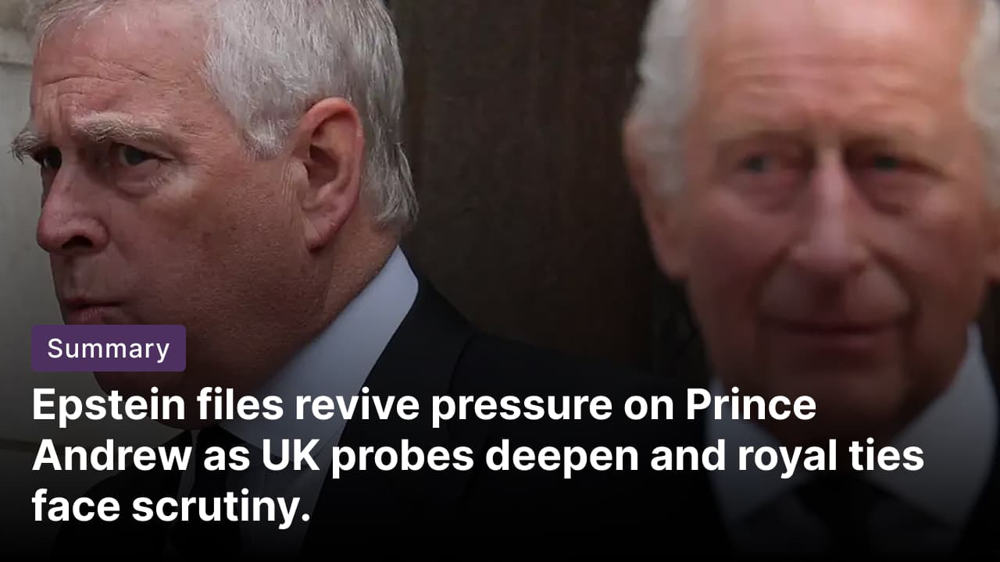 Summary
Epstein files revive pressure on Prince
Andrew as UK probes deepen and royal ties
face scrutiny.